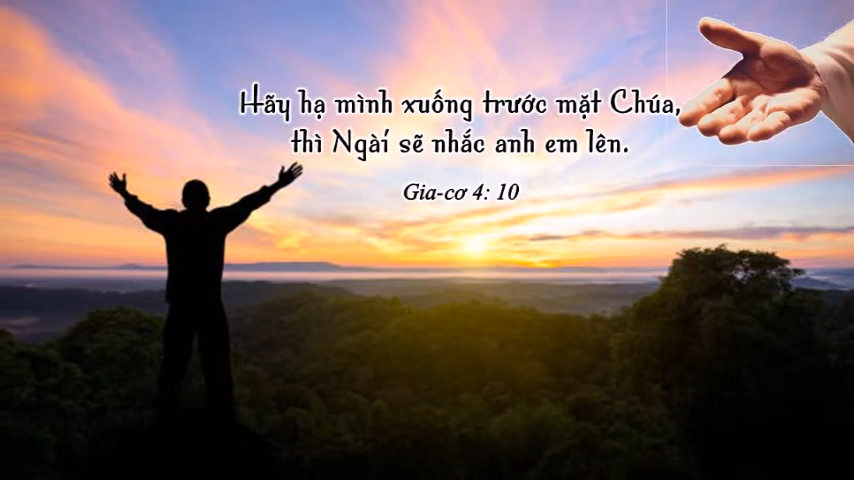 Hãy hạ mình xuống trước mặt Chúa,
thì Ngài sẽ nhắc anh em lên.
Gia-cơ 4: 10